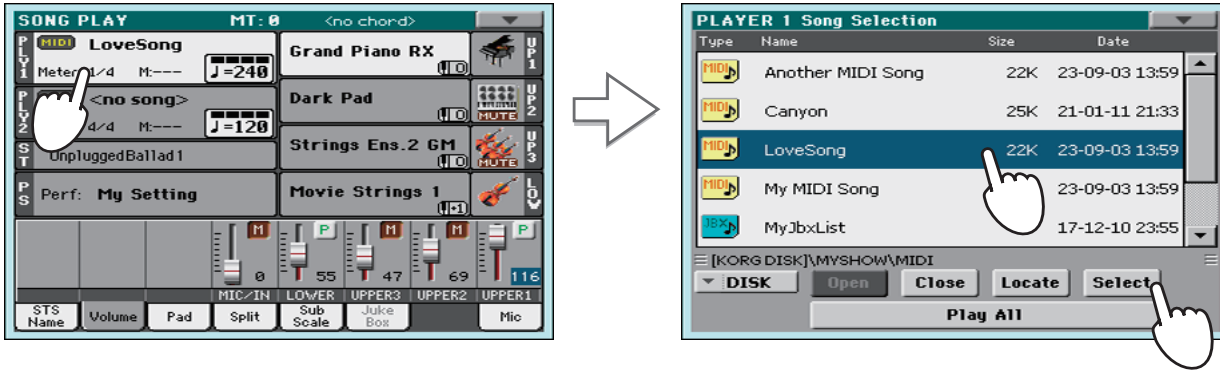 SONG PLAY MT: 0 <no chord>
PLY1 MIDI LoveSong
Meter: 1/4 M:--- ♩=240
PLY2 <no song>
4/4 M:--- ♩=120
ST UnpluggedBallad1
PS Perf: My Setting
Grand Piano RX 0 UP1
Dark Pad 0 MUTE UP2
Strings Ens.2 GM 0 MUTE UP3
Movie Strings 1 +1 LOW
M P M M P
0 55 47 69 116
MIC/IN LOWER UPPER3 UPPER2 UPPER1
STS Name Volume Pad Split Sub Scale Juke Box Mic
PLAYER 1 Song Selection
Type Name Size Date
MIDI Another MIDI Song 22K 23-09-03 13:59
MIDI Canyon 25K 21-01-11 21:33
MIDI LoveSong 22K 23-09-03 13:59
MIDI My MIDI Song 23-09-03 13:59
JBX MyJbxList 17-12-10 23:55
[KORG DISK]\MYSHOW\MIDI
DISK Open Close Locate Select
Play All